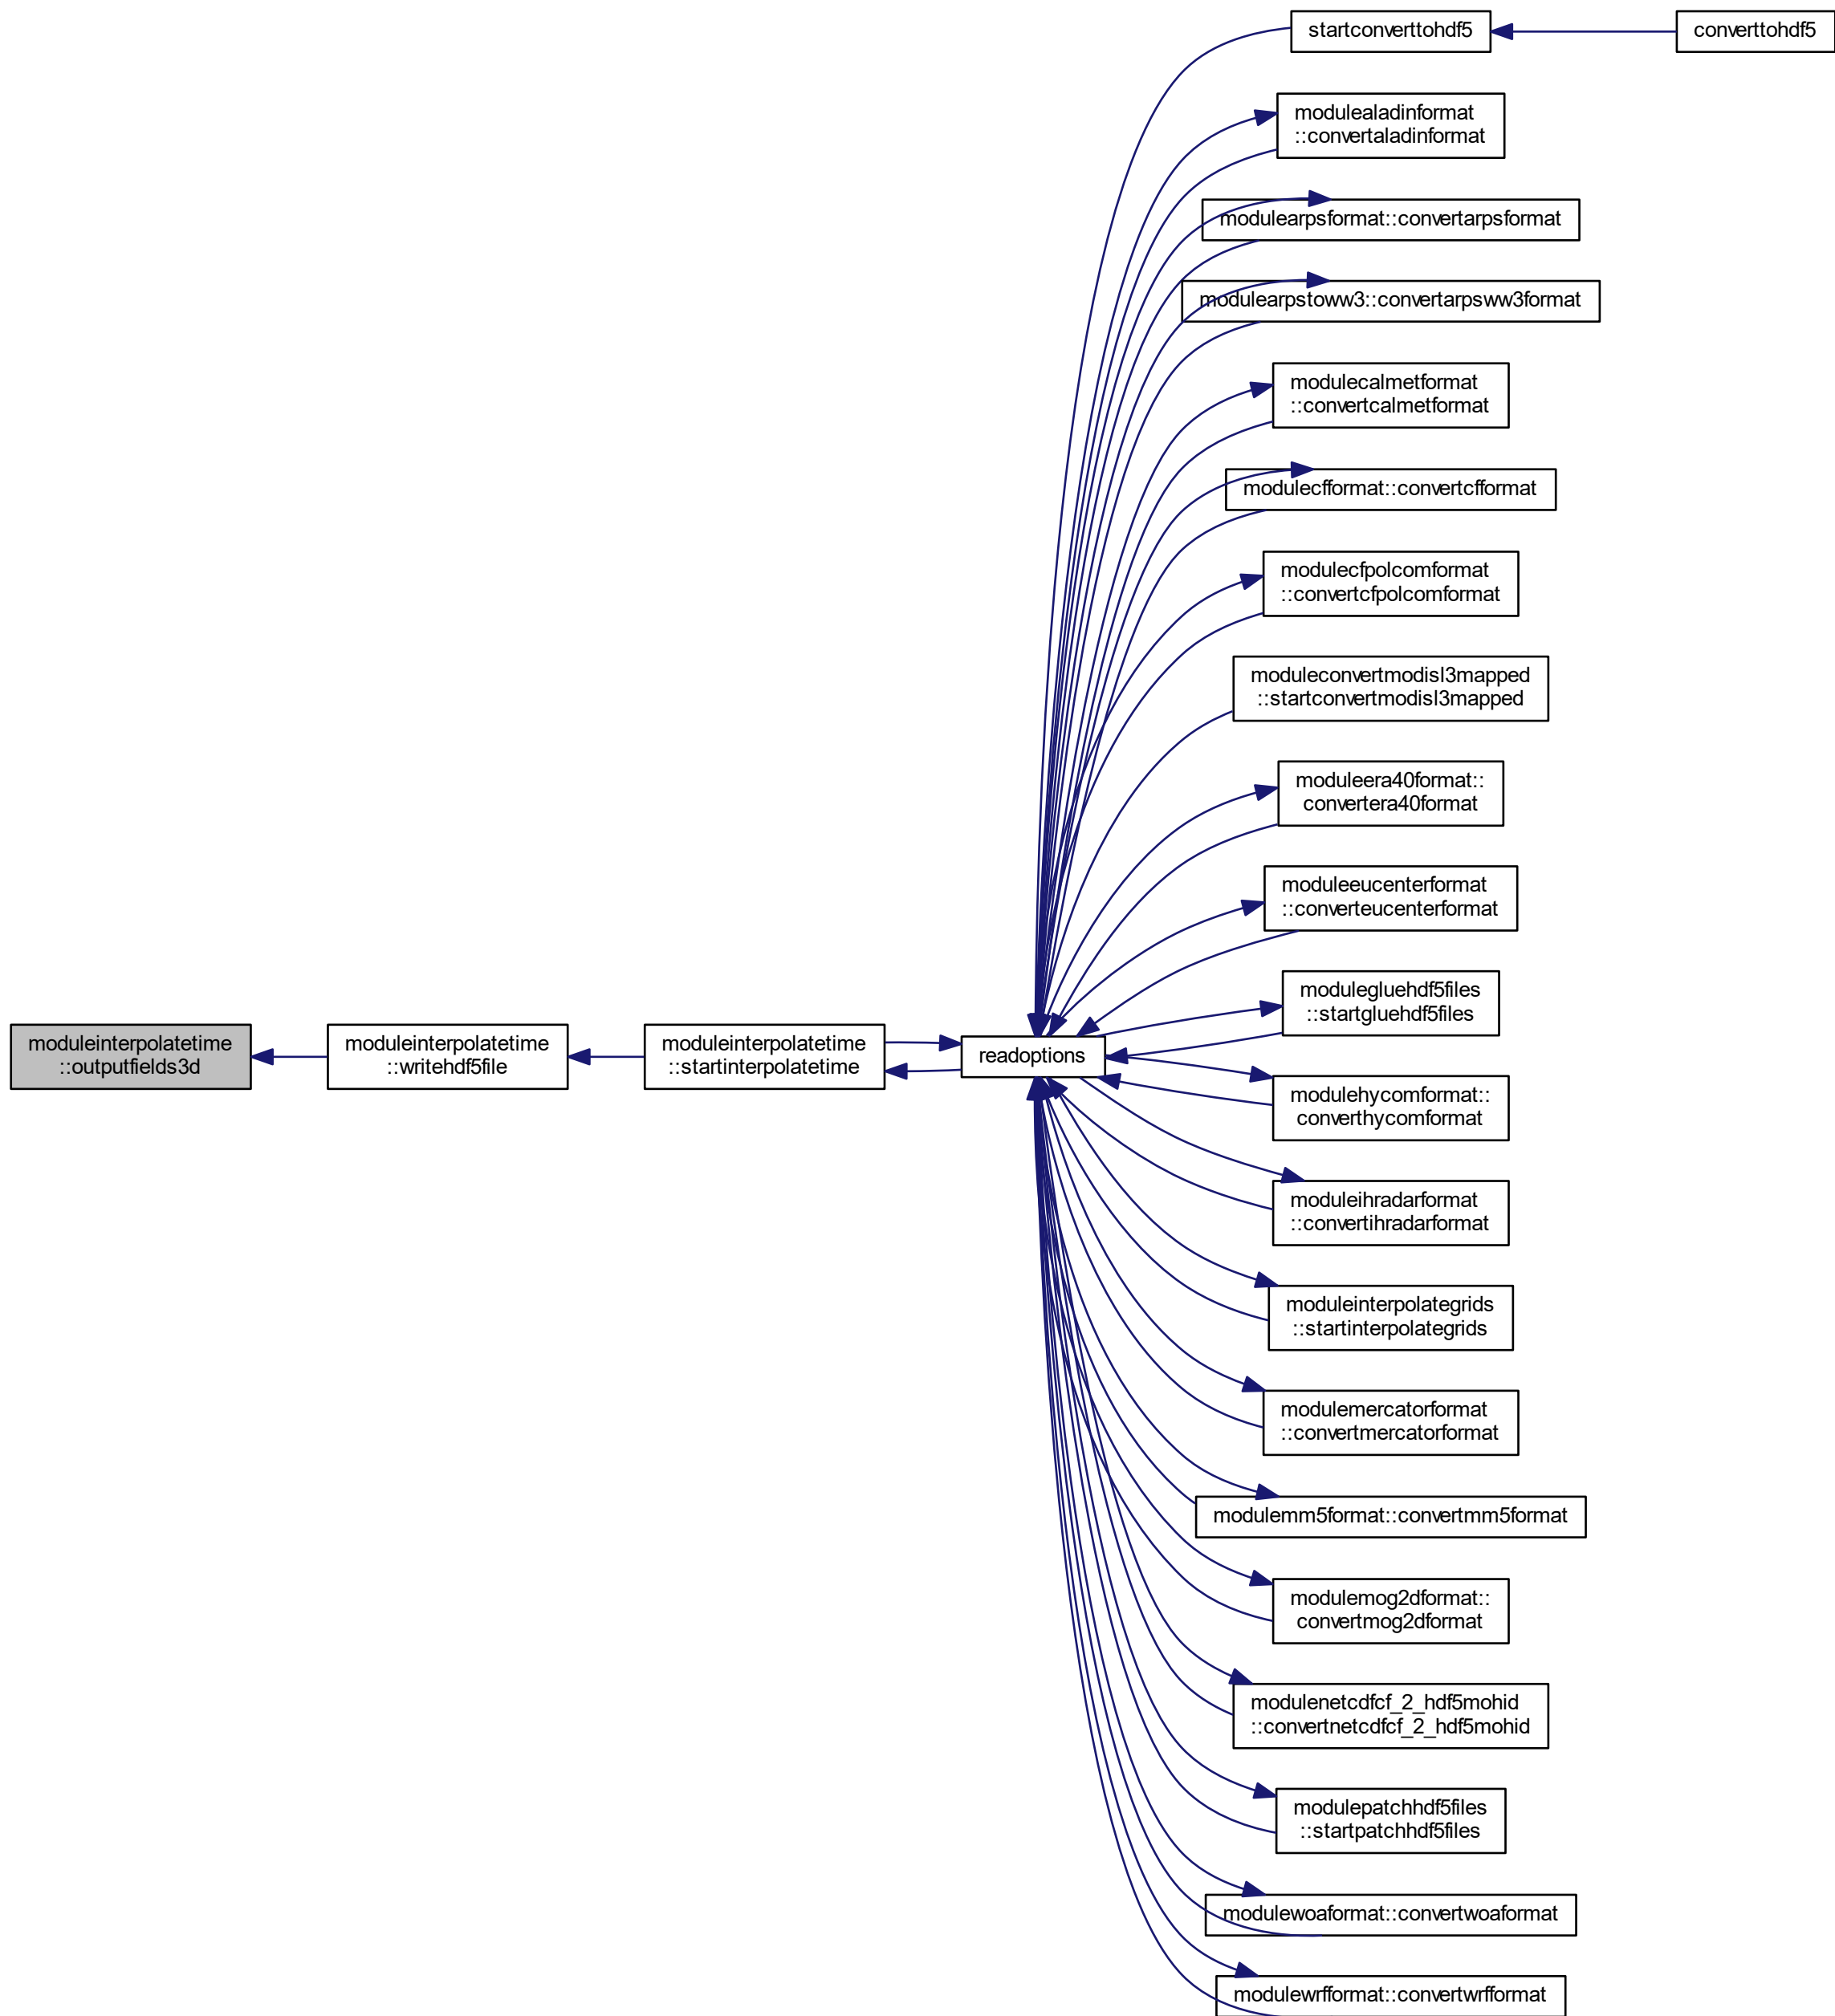 startconverttohdf5
converttohdf5
modulealadinformat
::convertaladinformat
modulearpsformat::convertarpsformat
modulearpstoww3::convertarpsww3format
modulecalmetformat
::convertcalmetformat
modulecfformat::convertcfformat
modulecfpolcomformat
::convertcfpolcomformat
moduleconvertmodisl3mapped
::startconvertmodisl3mapped
moduleera40format::
convertera40format
moduleeucenterformat
::converteucenterformat
modulegluehdf5files
::startgluehdf5files
moduleinterpolatetime
::outputfields3d
moduleinterpolatetime
::writehdf5file
moduleinterpolatetime
::startinterpolatetime
readoptions
modulehycomformat::
converthycomformat
moduleihradarformat
::convertihradarformat
moduleinterpolategrids
::startinterpolategrids
modulemercatorformat
::convertmercatorformat
modulemm5format::convertmm5format
modulemog2dformat::
convertmog2dformat
modulenetcdfcf_2_hdf5mohid
::convertnetcdfcf_2_hdf5mohid
modulepatchhdf5files
::startpatchhdf5files
modulewoaformat::convertwoaformat
modulewrfformat::convertwrfformat